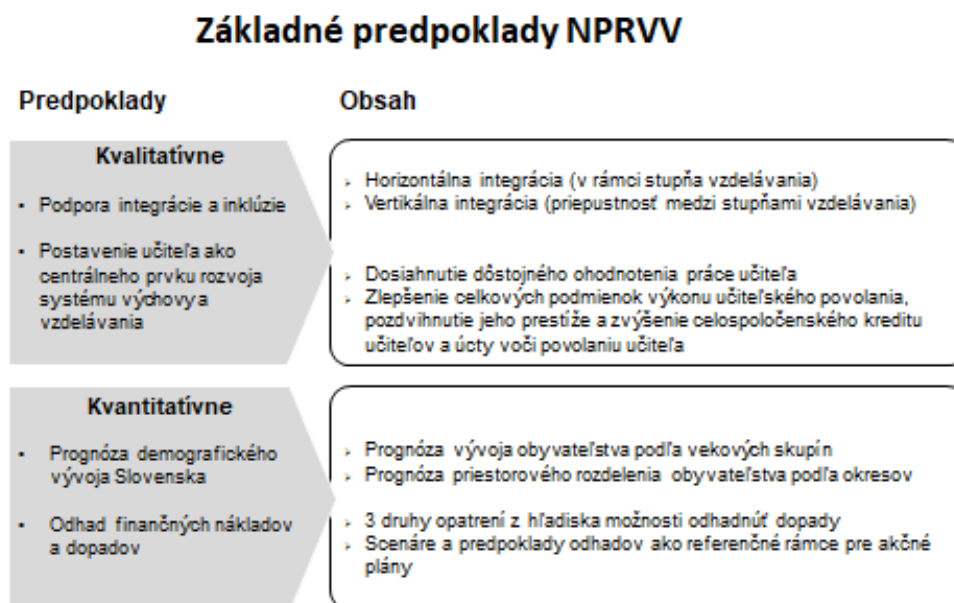 Základné predpoklady NPRVV
Predpoklady
Obsah
Kvalitatívne
▪ Podpora integrácie a inklúzie
▪ Postavenie učiteľa ako
centrálneho prvku rozvoja
systému výchovy a
vzdelávania
➢ Horizontálna integrácia (v rámci stupňa vzdelávania)
➢ Vertikálna integrácia (priepustnosť medzi stupňami vzdelávania)
➢ Dosiahnutie dôstojného ohodnotenia práce učiteľa
➢ Zlepšenie celkových podmienok výkonu učiteľského povolania,
pozdvihnutie jeho prestíže a zvýšenie celospoločenského kreditu
učiteľov a úcty voči povolaniu učiteľa
Kvantitatívne
▪ Prognóza demografického
vývoja Slovenska
▪ Odhad finančných nákladov
a dopadov
➢ Prognóza vývoja obyvateľstva podľa vekových skupín
➢ Prognóza priestorového rozdelenia obyvateľstva podľa okresov
➢ 3 druhy opatrení z hľadiska možnosti odhadnúť dopady
➢ Scenáre a predpoklady odhadov ako referenčné rámce pre akčné
plány